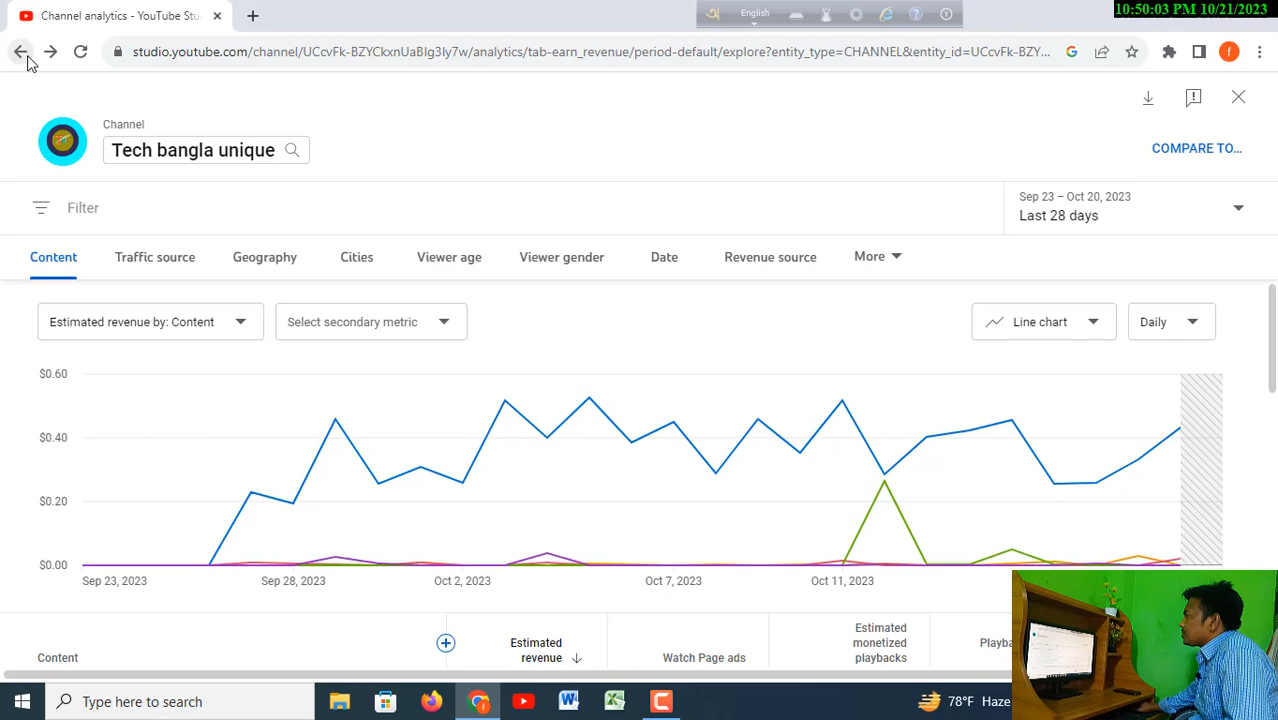 Channel analytics - YouTube Stu
English
10:50:03 PM 10/21/2023
studio.youtube.com/channel/UCcvFk-BZYCkxnUaBIg3Iy7w/analytics/tab-earn_revenue/period-default/explore?entity_type=CHANNEL&entity_id=UCcvFk-BZY...
f
Channel
Tech bangla unique
COMPARE TO...
Filter
Sep 23 – Oct 20, 2023
Last 28 days
Content Traffic source Geography Cities Viewer age Viewer gender Date Revenue source More
Estimated revenue by: Content Select secondary metric Line chart Daily
$0.60
$0.40
$0.20
$0.00
Sep 23, 2023 Sep 28, 2023 Oct 2, 2023 Oct 7, 2023 Oct 11, 2023
Content Estimated revenue Watch Page ads Estimated monetized playbacks Playba
Type here to search
78°F Haze